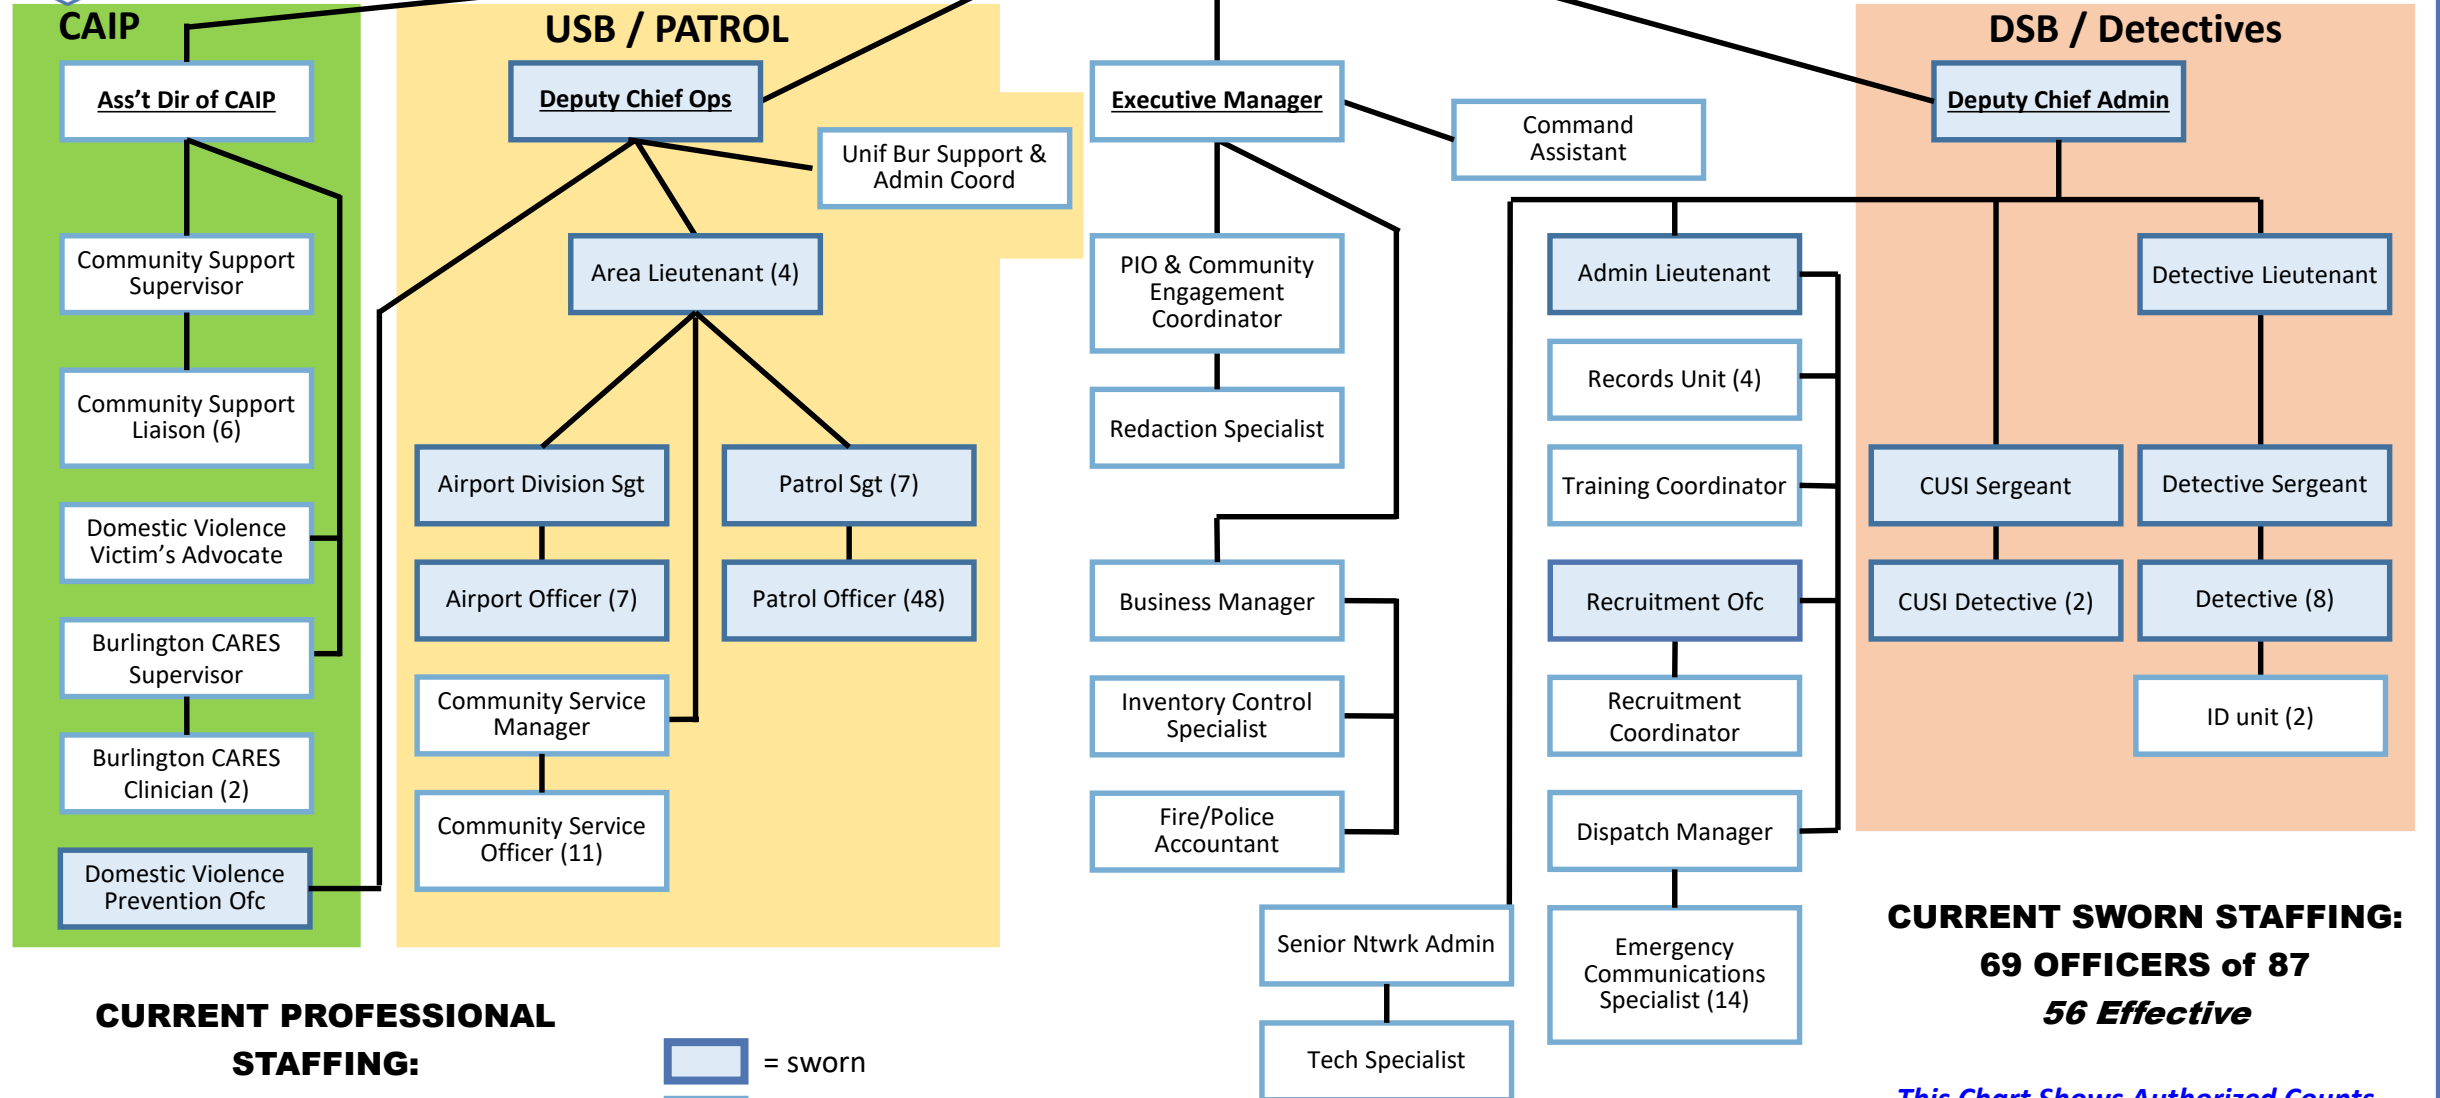 CAIP
Ass't Dir of CAIP
Community Support
Supervisor
Community Support
Liaison (6)
Domestic Violence
Victim's Advocate
Burlington CARES
Supervisor
Burlington CARES
Clinician (2)
Domestic Violence
Prevention Ofc
USB / PATROL
Deputy Chief Ops
Unif Bur Support &
Admin Coord
Area Lieutenant (4)
Airport Division Sgt
Patrol Sgt (7)
Airport Officer (7)
Patrol Officer (48)
Community Service
Manager
Community Service
Officer (11)
Executive Manager
Command
Assistant
PIO & Community
Engagement
Coordinator
Redaction Specialist
Business Manager
Inventory Control
Specialist
Fire/Police
Accountant
DSB / Detectives
Deputy Chief Admin
Admin Lieutenant
Records Unit (4)
Training Coordinator
Recruitment Ofc
Recruitment
Coordinator
Dispatch Manager
Emergency
Communications
Specialist (14)
Senior Ntwrk Admin
Tech Specialist
CUSI Sergeant
CUSI Detective (2)
Detective Lieutenant
Detective Sergeant
Detective (8)
ID unit (2)
CURRENT PROFESSIONAL
STAFFING:
= sworn
CURRENT SWORN STAFFING:
69 OFFICERS of 87
56 Effective
This Chart Shows Authorized Counts